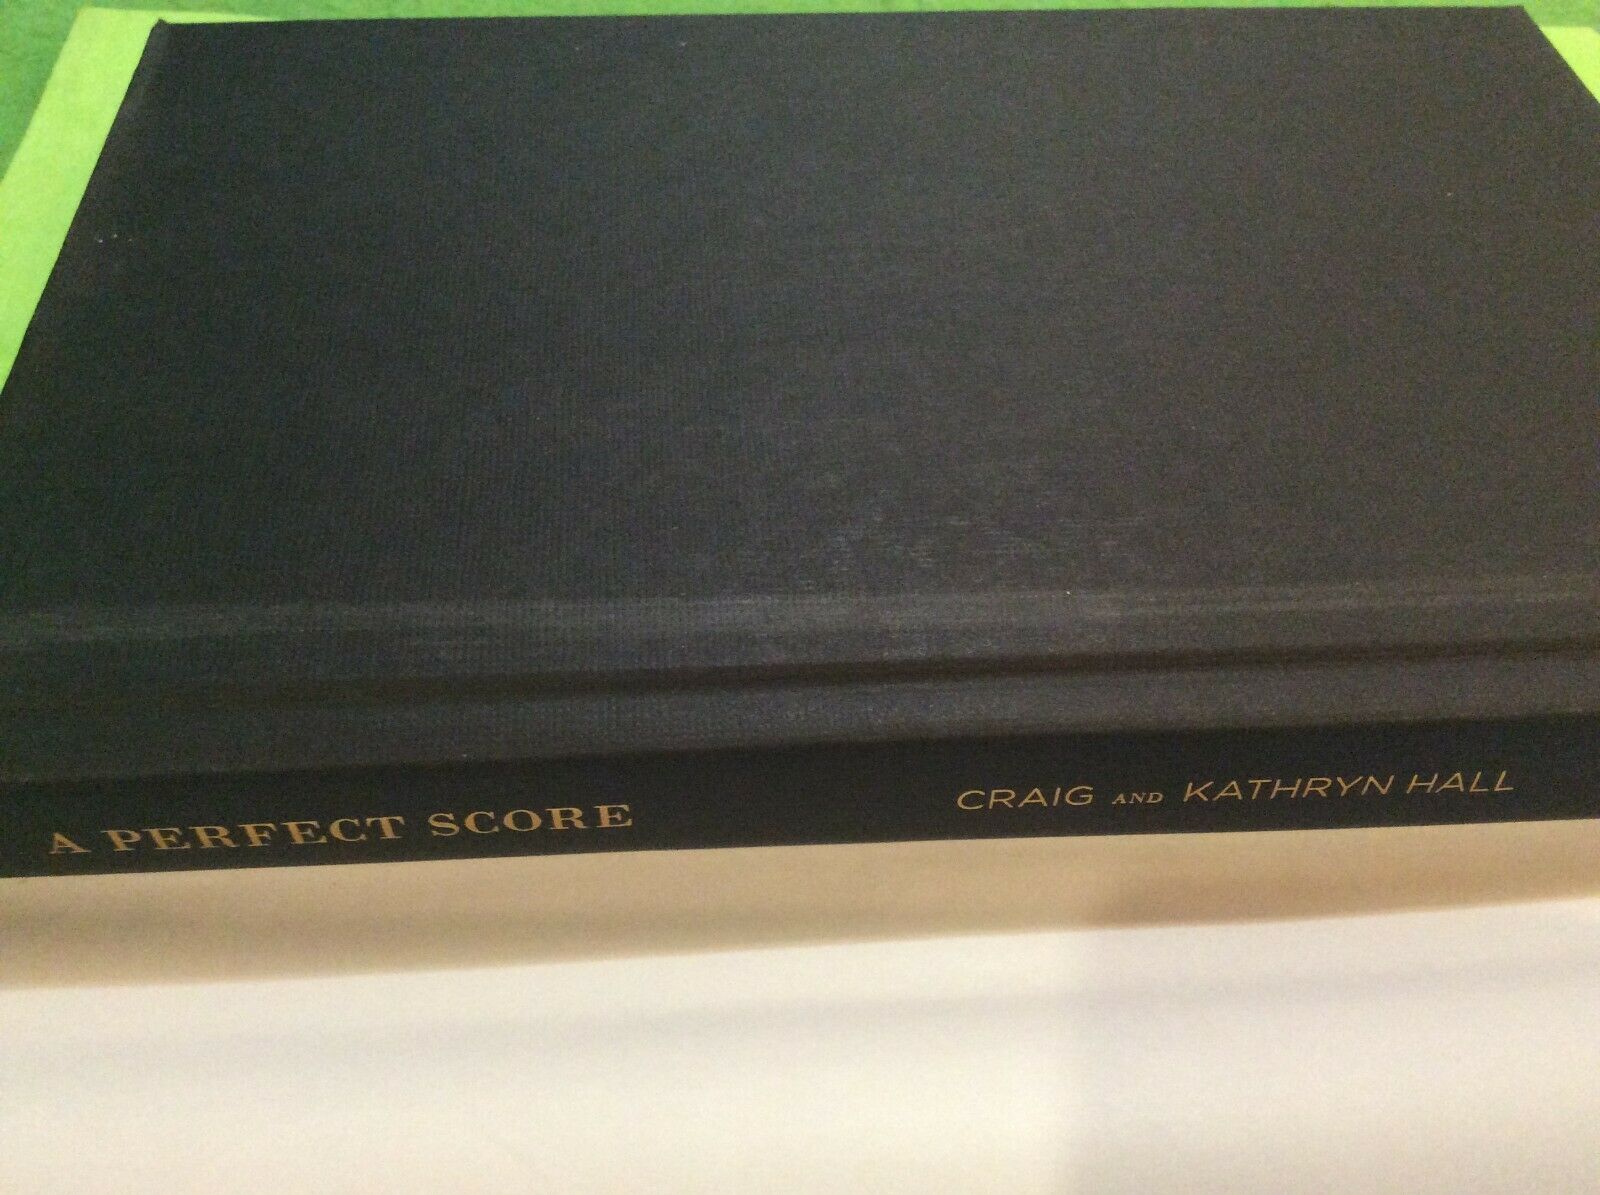 A PERFECT SCORE
CRAIG AND KATHRYN HALL